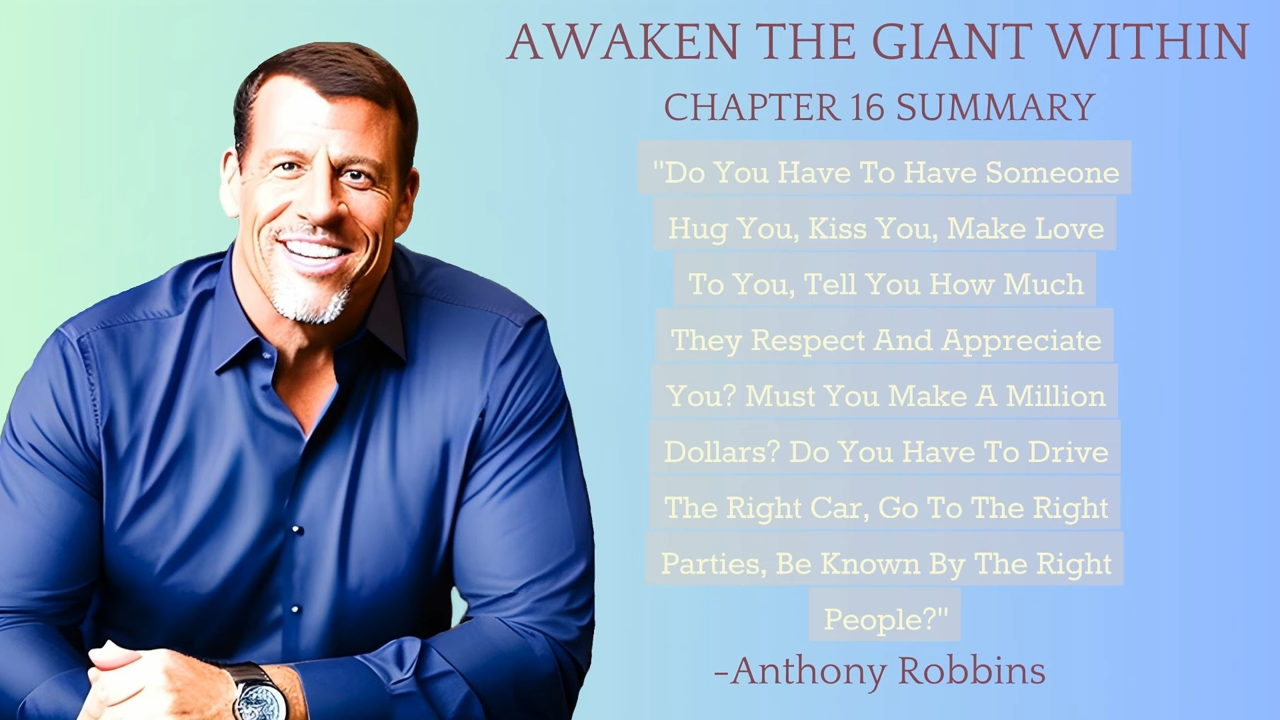 AWAKEN THE GIANT WITHIN
CHAPTER 16 SUMMARY
"Do You Have To Have Someone
Hug You, Kiss You, Make Love
To You, Tell You How Much
They Respect And Appreciate
You? Must You Make A Million
Dollars? Do You Have To Drive
The Right Car, Go To The Right
Parties, Be Known By The Right
People?"
–Anthony Robbins